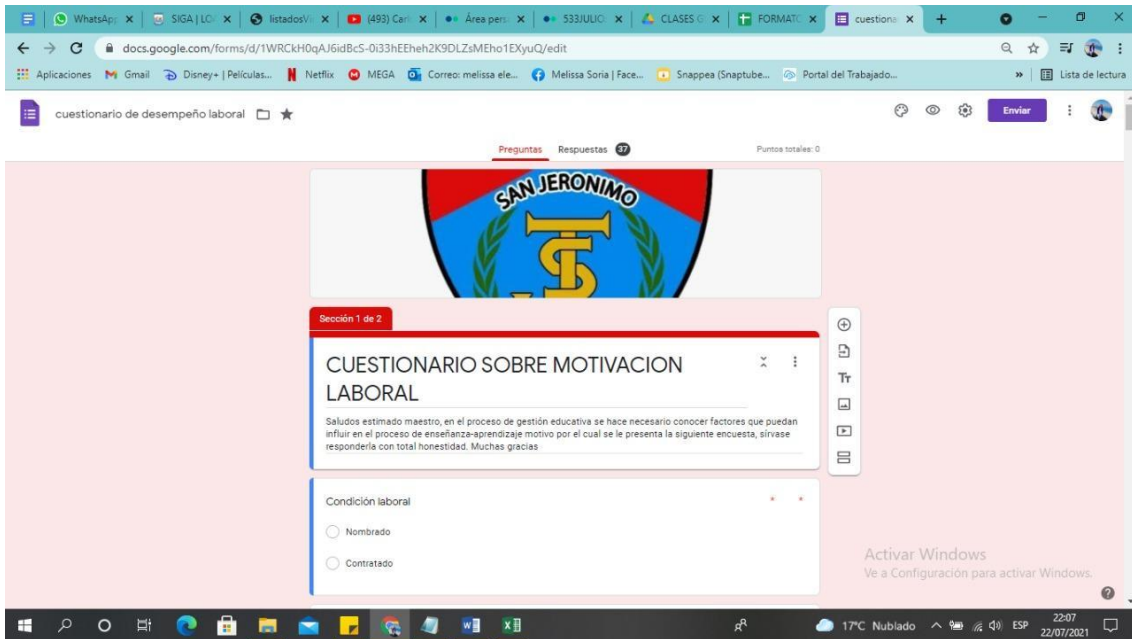 WhatsAp
SIGA | LO
listadosV
(493) Car
Área pers
533JULIO
CLASES G
FORMATO
cuestiona
docs.google.com/forms/d/1WRCkH0qAJ6idBcS-0i33hEEheh2K9DLZsMEho1EXyuQ/edit
Aplicaciones Gmail Disney+ | Películas... Netflix MEGA Correo: melissa ele... Melissa Soria | Face... Snappea (Snaptube... Portal del Trabajado... » Lista de lectura
cuestionario de desempeño laboral
Enviar
Preguntas Respuestas 37 Puntos totales: 0
SAN JERONIMO
Sección 1 de 2
CUESTIONARIO SOBRE MOTIVACION
LABORAL
Saludos estimado maestro, en el proceso de gestión educativa se hace necesario conocer factores que puedan
influir en el proceso de enseñanza-aprendizaje motivo por el cual se le presenta la siguiente encuesta, sírvase
responderla con total honestidad. Muchas gracias
Condición laboral * *
Nombrado
Contratado
Activar Windows
Ve a Configuración para activar Windows.
17°C Nublado ESP 22:07
22/07/2021